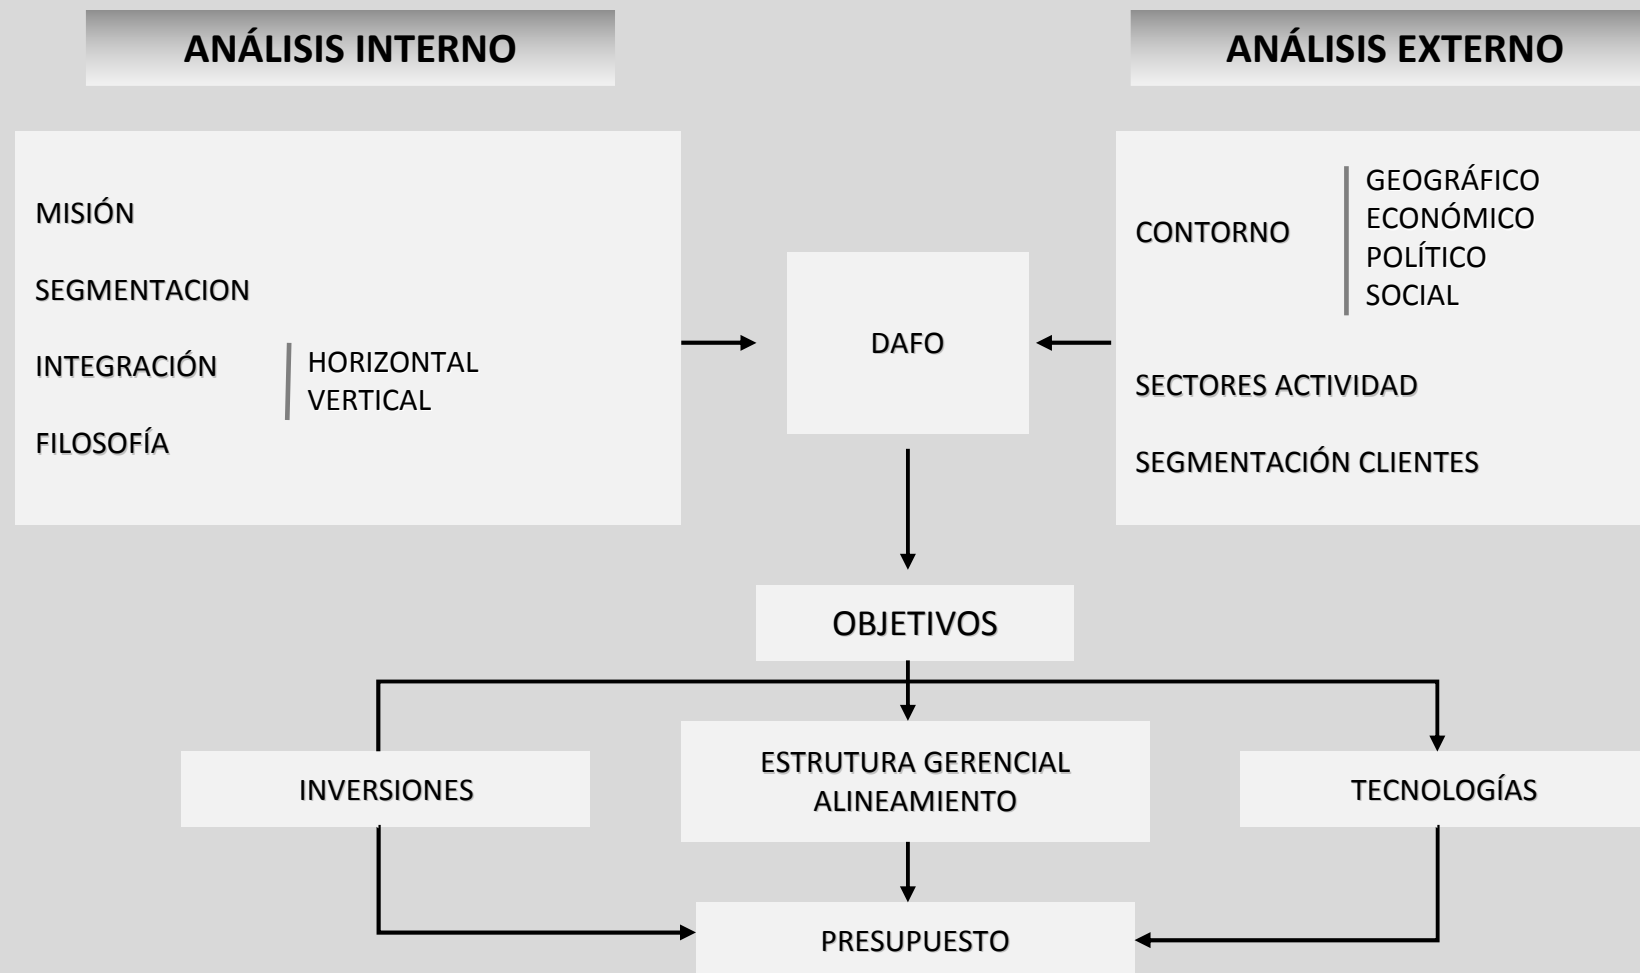 ANÁLISIS INTERNO
ANÁLISIS EXTERNO
MISIÓN
SEGMENTACION
INTEGRACIÓN
HORIZONTAL
VERTICAL
FILOSOFÍA
DAFO
CONTORNO
GEOGRÁFICO
ECONÓMICO
POLÍTICO
SOCIAL
SECTORES ACTIVIDAD
SEGMENTACIÓN CLIENTES
OBJETIVOS
INVERSIONES
ESTRUTURA GERENCIAL
ALINEAMIENTO
TECNOLOGÍAS
PRESUPUESTO